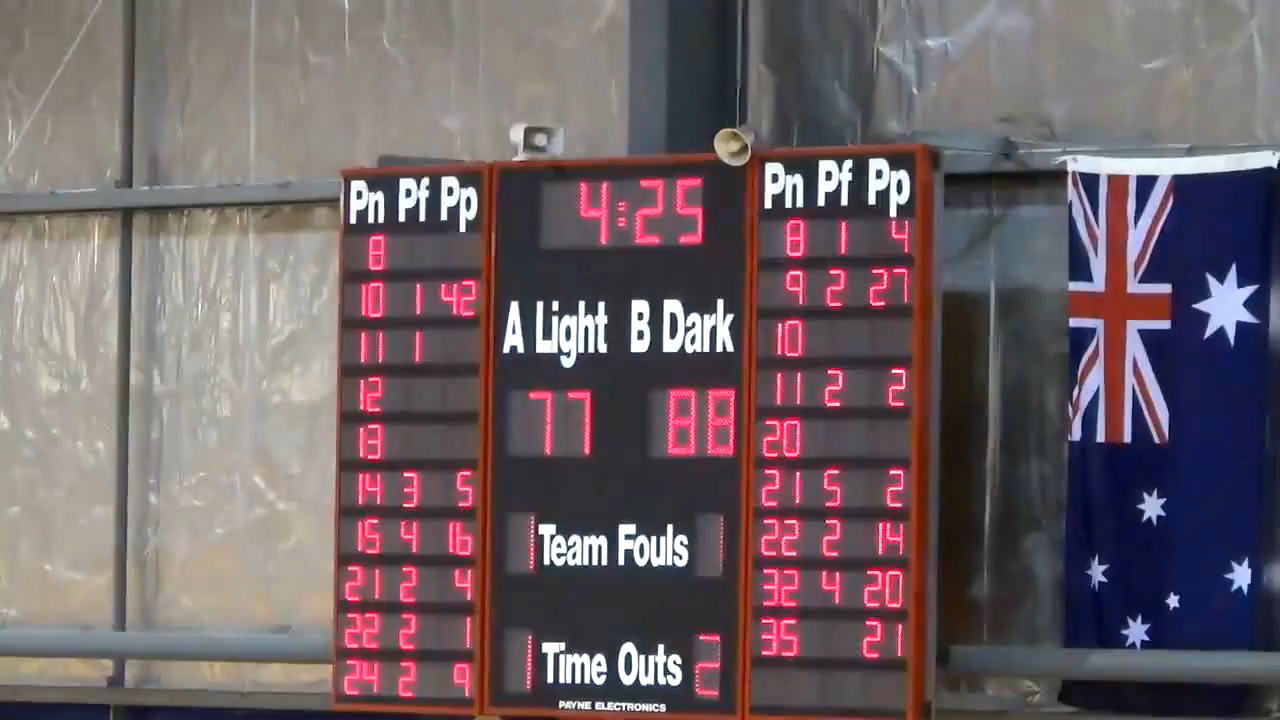 Pn Pf Pp
8
10 1 42
11 1
12
13
14 3 5
15 4 16
21 2 4
22 2 1
24 2 9
4:25
A Light B Dark
77 88
1 Team Fouls 1
1 Time Outs 2
PAYNE ELECTRONICS
Pn Pf Pp
8 1 4
9 2 27
10
11 2 2
20
21 5 2
22 2 14
32 4 20
35 21